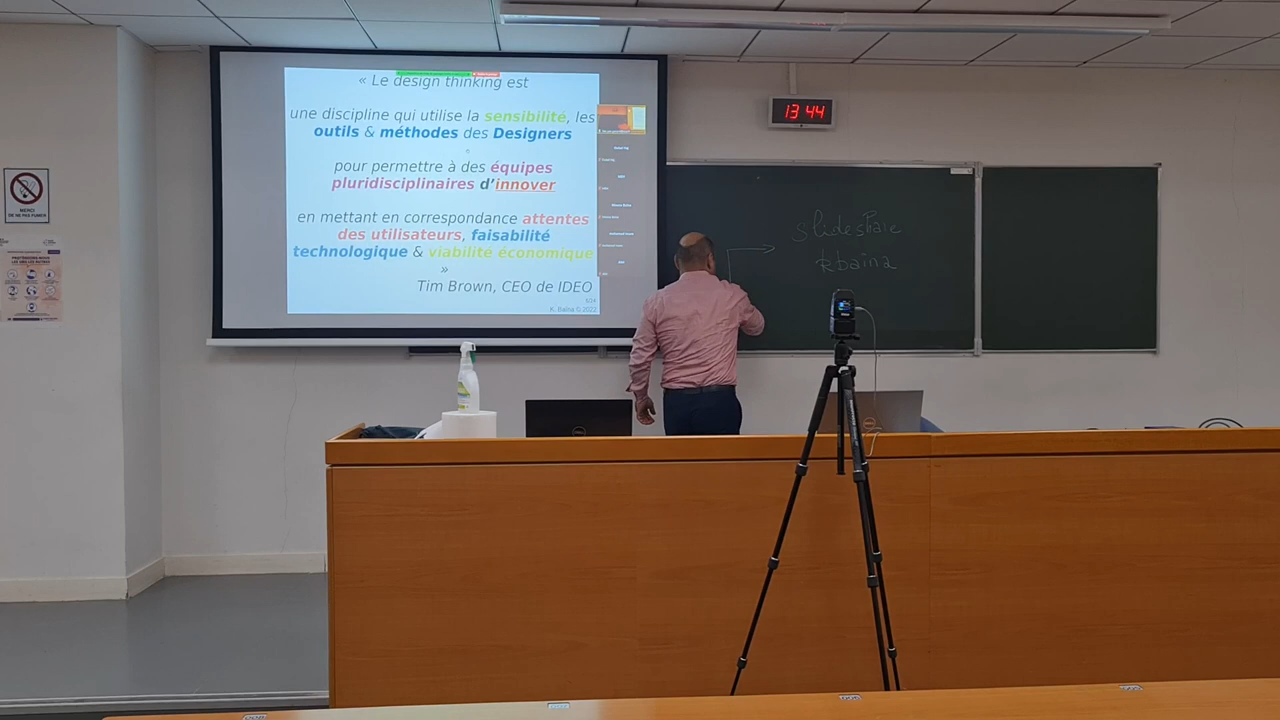 « Le design thinking est
une discipline qui utilise la sensibilité, les
outils & méthodes des Designers
pour permettre à des équipes
pluridisciplinaires d’innover
en mettant en correspondance attentes
des utilisateurs, faisabilité
technologique & viabilité économique
»
Tim Brown, CEO de IDEO
K. Baïna © 2022
13 44
slideshare
kbaina
MERCI
DE NE PAS FUMER